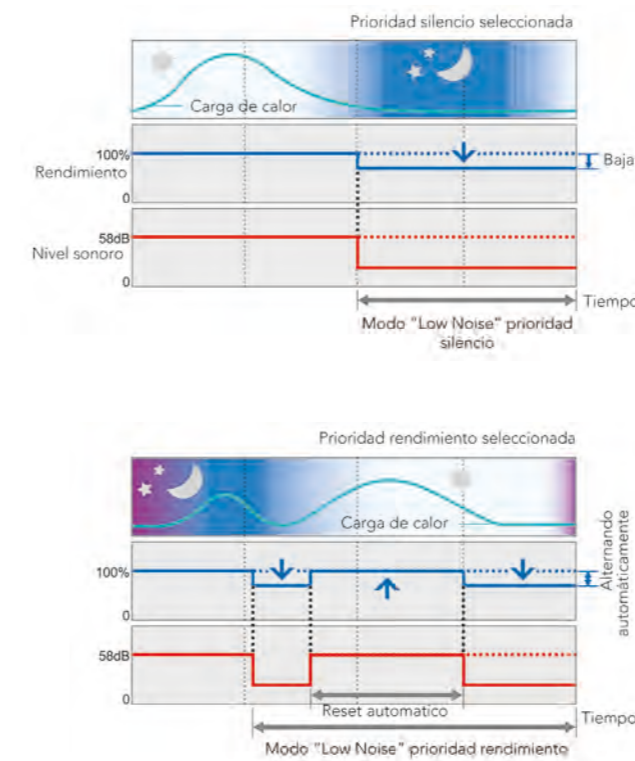 Prioridad silencio seleccionada
Carga de calor
100%
Rendimiento
0
Baja
58dB
Nivel sonoro
0
Tiempo
Modo "Low Noise" prioridad
silencio
Prioridad rendimiento seleccionada
Carga de calor
100%
0
Alternando
automáticamente
58dB
0
Reset automatico
Tiempo
Modo "Low Noise" prioridad rendimiento